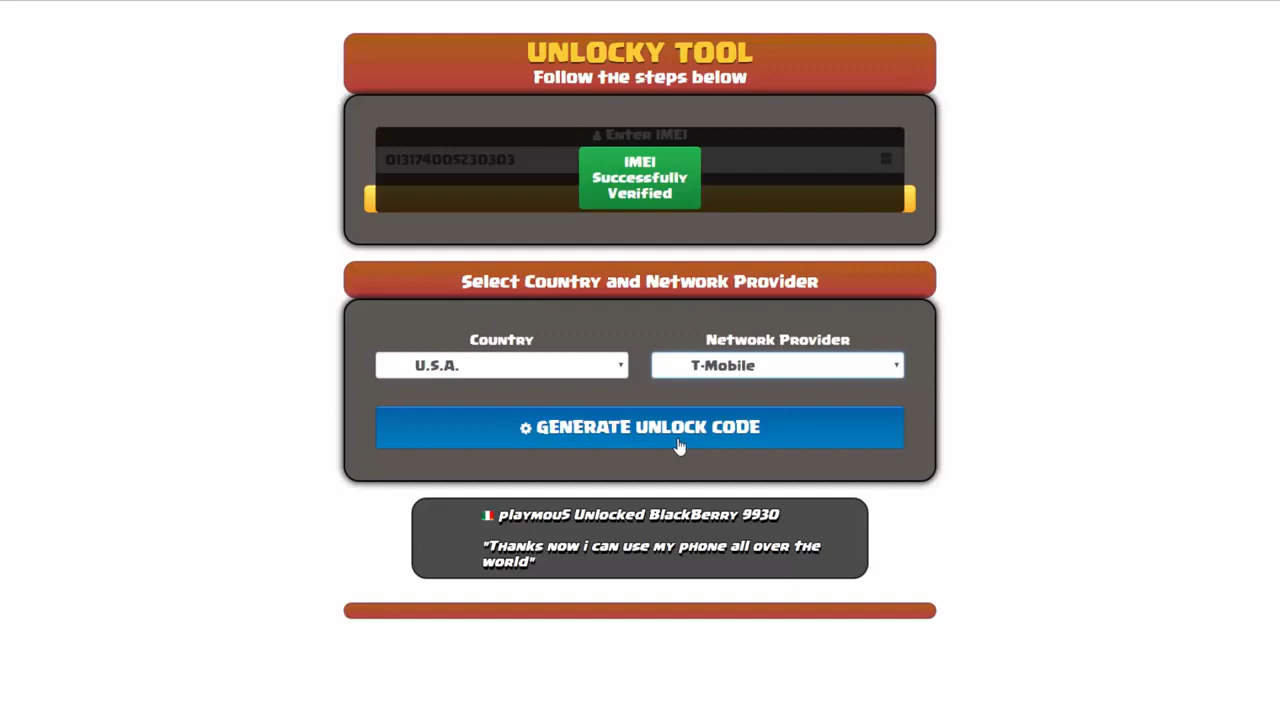 UNLOCKY TOOL
Follow the steps below
Enter IMEI
013174005230303
IMEI
Successfully
Verified
Select Country and Network Provider
Country
Network Provider
U.S.A.
T-Mobile
GENERATE UNLOCK CODE
playmou5 Unlocked BlackBerry 9930
"Thanks now i can use my phone all over the
world"